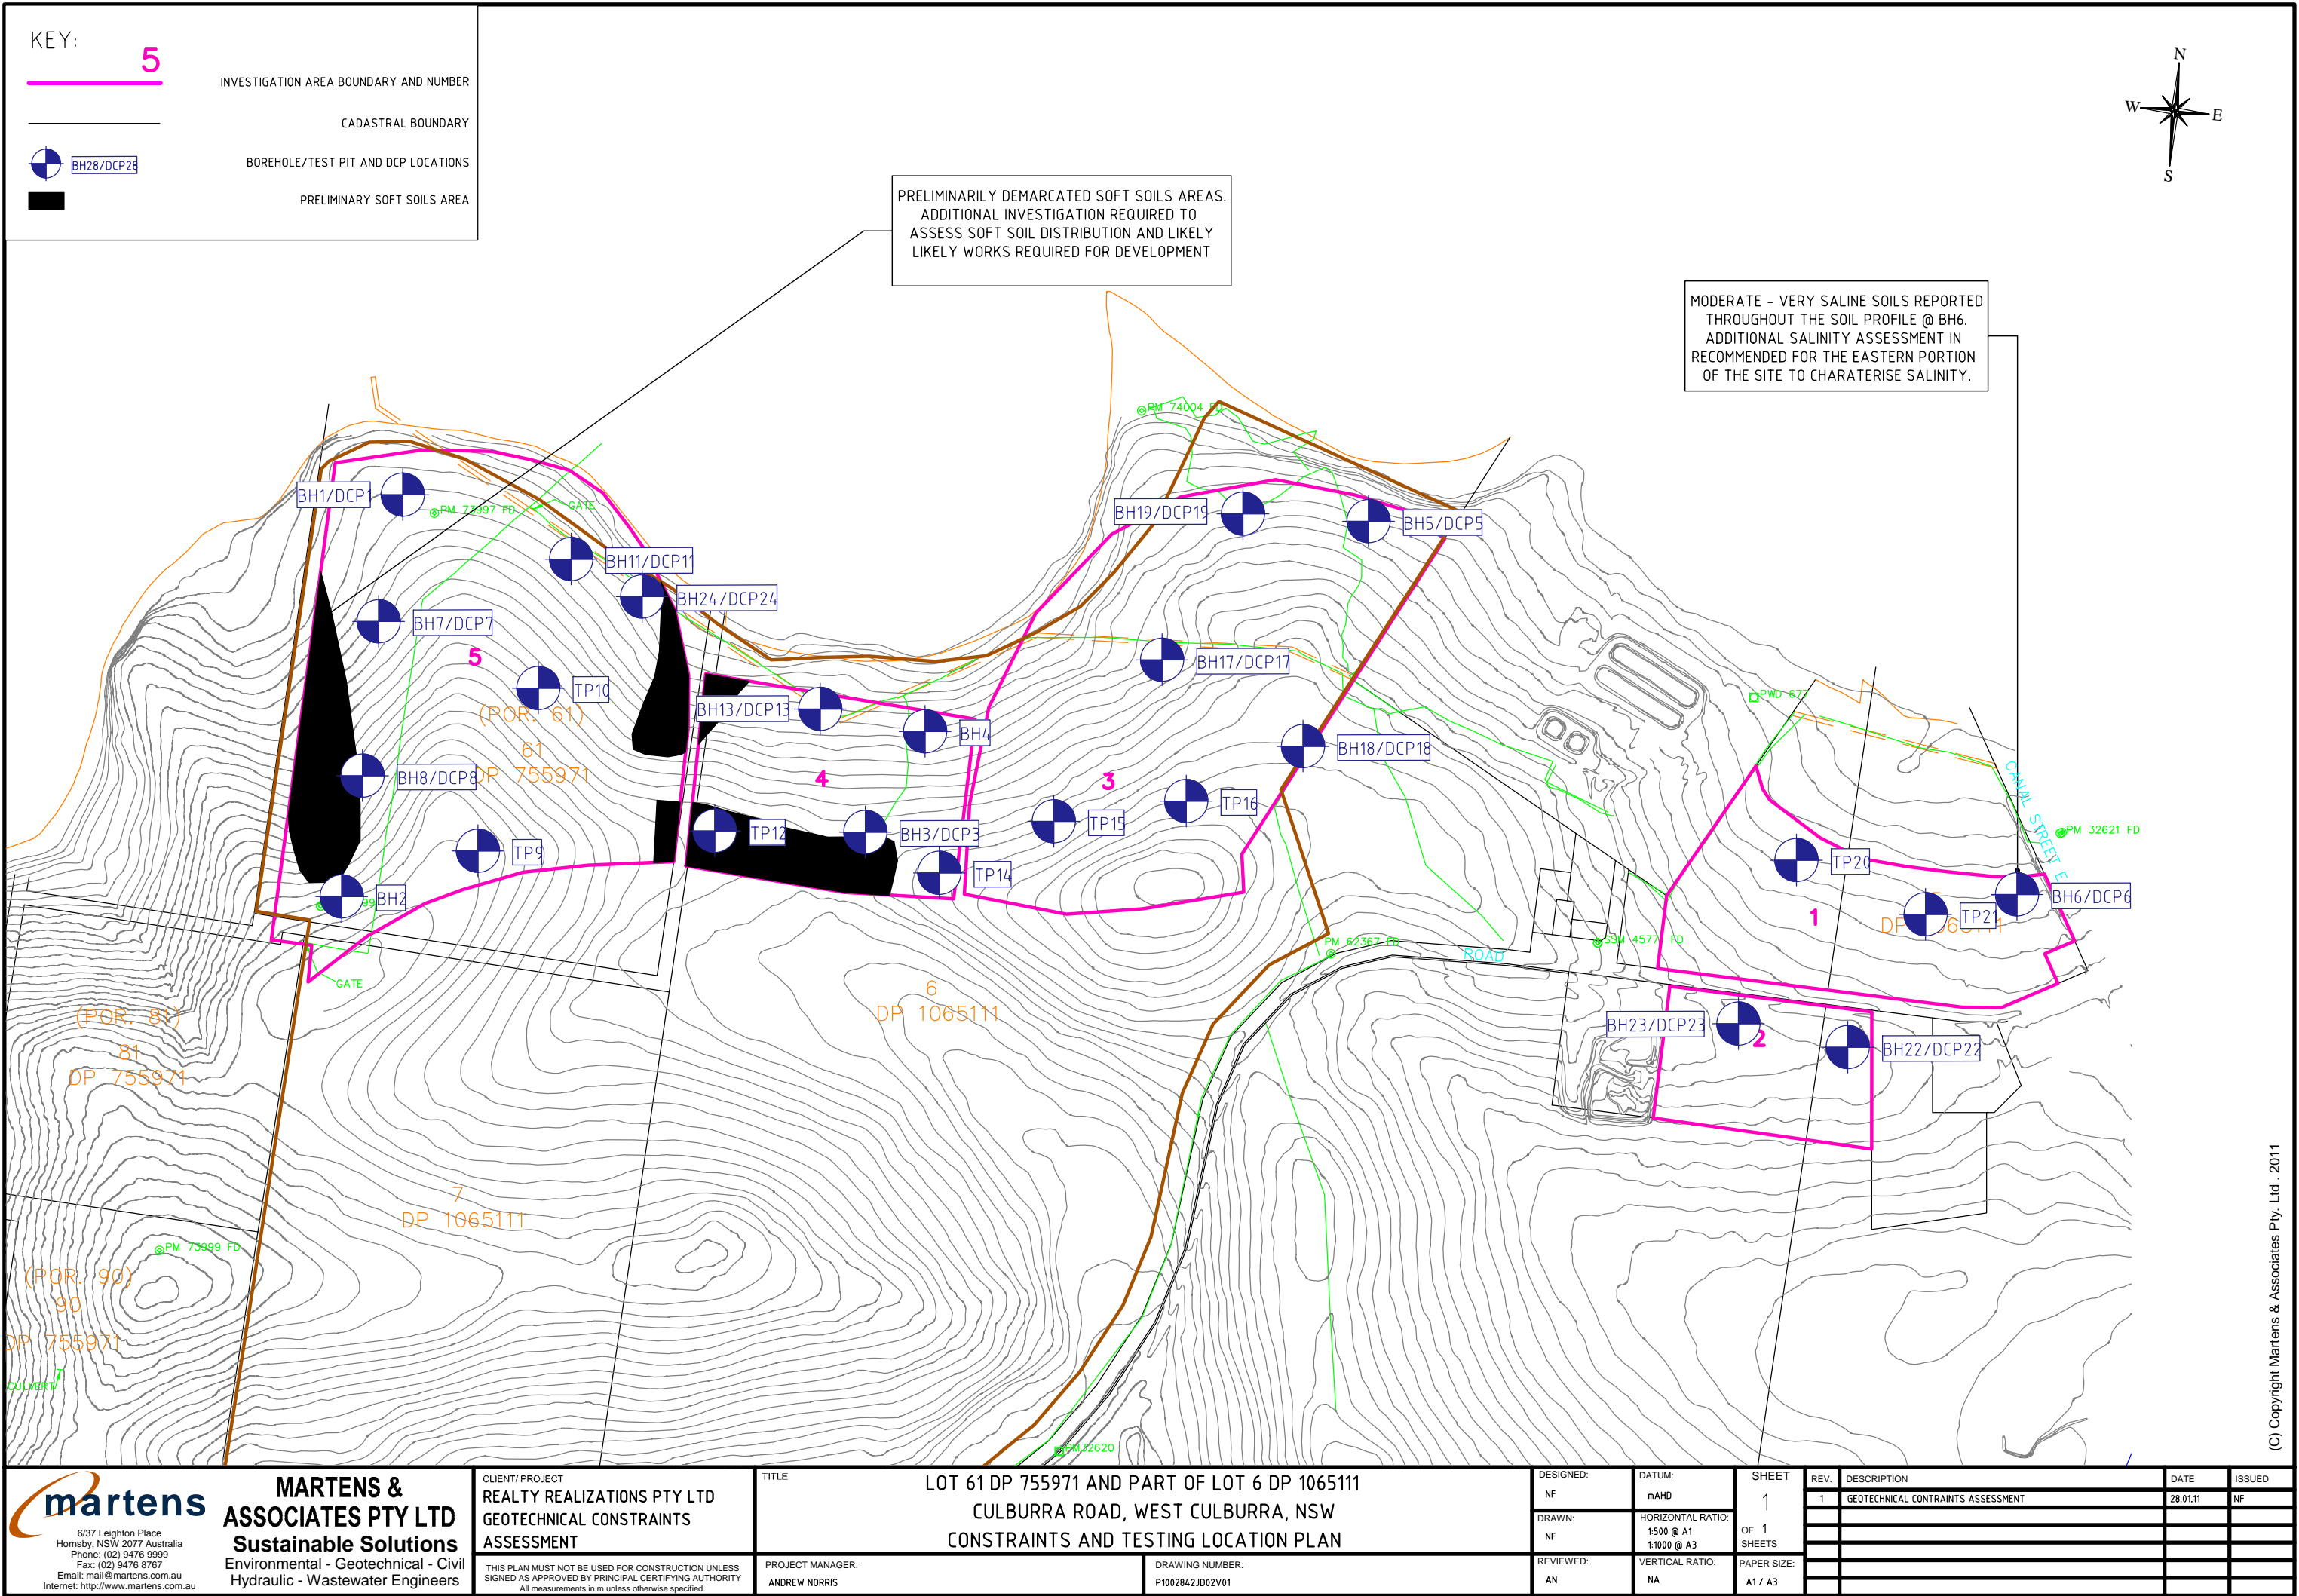 KEY:
5
INVESTIGATION AREA BOUNDARY AND NUMBER
CADASTRAL BOUNDARY
BH28/DCP28
BOREHOLE/TEST PIT AND DCP LOCATIONS
PRELIMINARY SOFT SOILS AREA
N
W
E
S
PRELIMINARILY DEMARCATED SOFT SOILS AREAS.
ADDITIONAL INVESTIGATION REQUIRED TO
ASSESS SOFT SOIL DISTRIBUTION AND LIKELY
LIKELY WORKS REQUIRED FOR DEVELOPMENT
MODERATE - VERY SALINE SOILS REPORTED
THROUGHOUT THE SOIL PROFILE @ BH6.
ADDITIONAL SALINITY ASSESSMENT IN
RECOMMENDED FOR THE EASTERN PORTION
OF THE SITE TO CHARATERISE SALINITY.
PM 74004 FD
BH1/DCP1
PM 73997 FD
GATE
BH19/DCP19
BH5/DCP5
BH11/DCP11
BH24/DCP24
BH7/DCP7
5
BH17/DCP17
TP10
(POR. 61)
61
DP 755971
BH13/DCP13
BH4
PWD 677
BH18/DCP18
BH8/DCP8
4
3
CANAL STREET E
TP16
TP15
TP12
BH3/DCP3
PM 32621 FD
TP9
TP20
TP14
BH2
BH6/DCP6
TP21
1
DP
PM 62367 FD
SSM 4577 FD
ROAD
GATE
6
DP 1065111
(POR. 81)
81
DP 755971
BH23/DCP23
2
BH22/DCP22
7
DP 1065111
PM 73999 FD
(POR. 90)
90
DP 755971
CULVERT
PM32620
(C) Copyright Martens & Associates Pty. Ltd . 2011
martens
6/37 Leighton Place
Hornsby, NSW 2077 Australia
Phone: (02) 9476 9999
Fax: (02) 9476 8767
Email: mail@martens.com.au
Internet: http://www.martens.com.au
MARTENS &
ASSOCIATES PTY LTD
Sustainable Solutions
Environmental - Geotechnical - Civil
Hydraulic - Wastewater Engineers
CLIENT/ PROJECT
REALTY REALIZATIONS PTY LTD
GEOTECHNICAL CONSTRAINTS
ASSESSMENT
THIS PLAN MUST NOT BE USED FOR CONSTRUCTION UNLESS
SIGNED AS APPROVED BY PRINCIPAL CERTIFYING AUTHORITY
All measurements in m unless otherwise specified.
TITLE
LOT 61 DP 755971 AND PART OF LOT 6 DP 1065111
CULBURRA ROAD, WEST CULBURRA, NSW
CONSTRAINTS AND TESTING LOCATION PLAN
PROJECT MANAGER:
ANDREW NORRIS
DRAWING NUMBER:
P1002842JD02V01
DESIGNED:
NF
DRAWN:
NF
REVIEWED:
AN
DATUM:
mAHD
HORIZONTAL RATIO:
1:500 @ A1
1:1000 @ A3
VERTICAL RATIO:
NA
SHEET
1
OF 1
SHEETS
PAPER SIZE:
A1 / A3
REV. DESCRIPTION DATE ISSUED
1 GEOTECHNICAL CONTRAINTS ASSESSMENT 28.01.11 NF